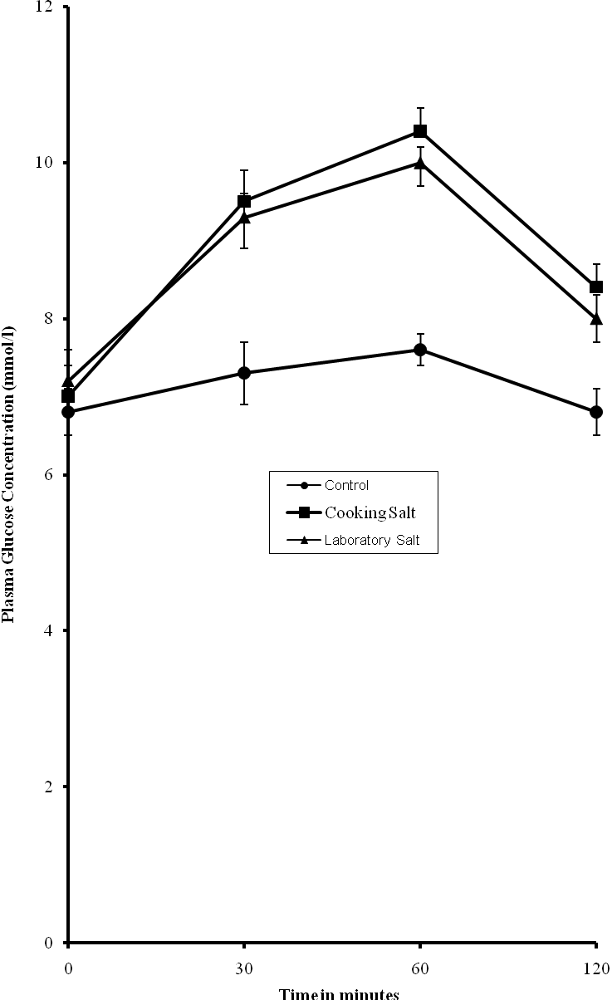 12
10
8
6
4
2
0
Plasma Glucose Concentration (mmol/l)
Control
Cooking Salt
Laboratory Salt
0 30 60 120
Time in minutes